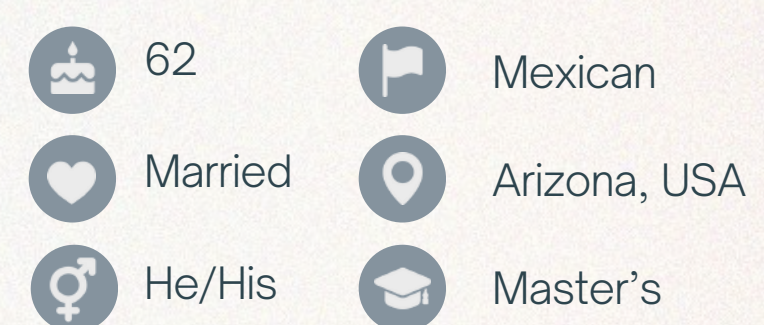 62
Mexican
Married
Arizona, USA
He/His
Master’s